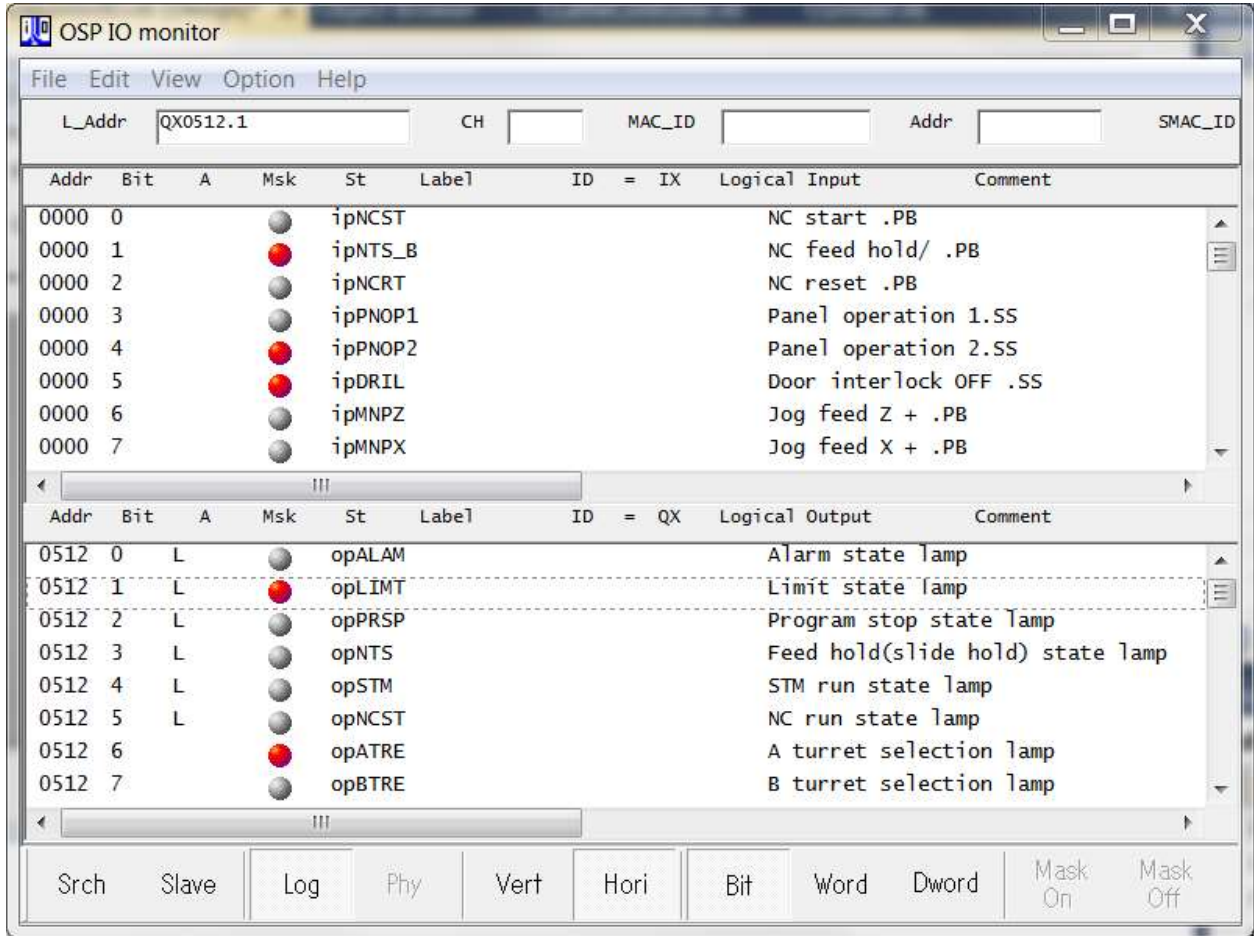 OSP IO monitor
File Edit View Option Help
L_Addr QX0512.1 CH MAC_ID Addr SMAC_ID
Addr Bit A Msk St Label ID = IX Logical Input Comment
0000 0 ipNCST NC start .PB
0000 1 ipNTS_B NC feed hold/ .PB
0000 2 ipNCRT NC reset .PB
0000 3 ipPNOP1 Panel operation 1.SS
0000 4 ipPNOP2 Panel operation 2.SS
0000 5 ipDRIL Door interlock OFF .SS
0000 6 ipMNPZ Jog feed Z + .PB
0000 7 ipMNPX Jog feed X + .PB
Addr Bit A Msk St Label ID = QX Logical Output Comment
0512 0 L opALAM Alarm state lamp
0512 1 L opLIMT Limit state lamp
0512 2 L opPRSP Program stop state lamp
0512 3 L opNTS Feed hold(slide hold) state lamp
0512 4 L opSTM STM run state lamp
0512 5 L opNCST NC run state lamp
0512 6 opATRE A turret selection lamp
0512 7 opBTRE B turret selection lamp
Srch Slave Log Phy Vert Hori Bit Word Dword Mask On Mask Off